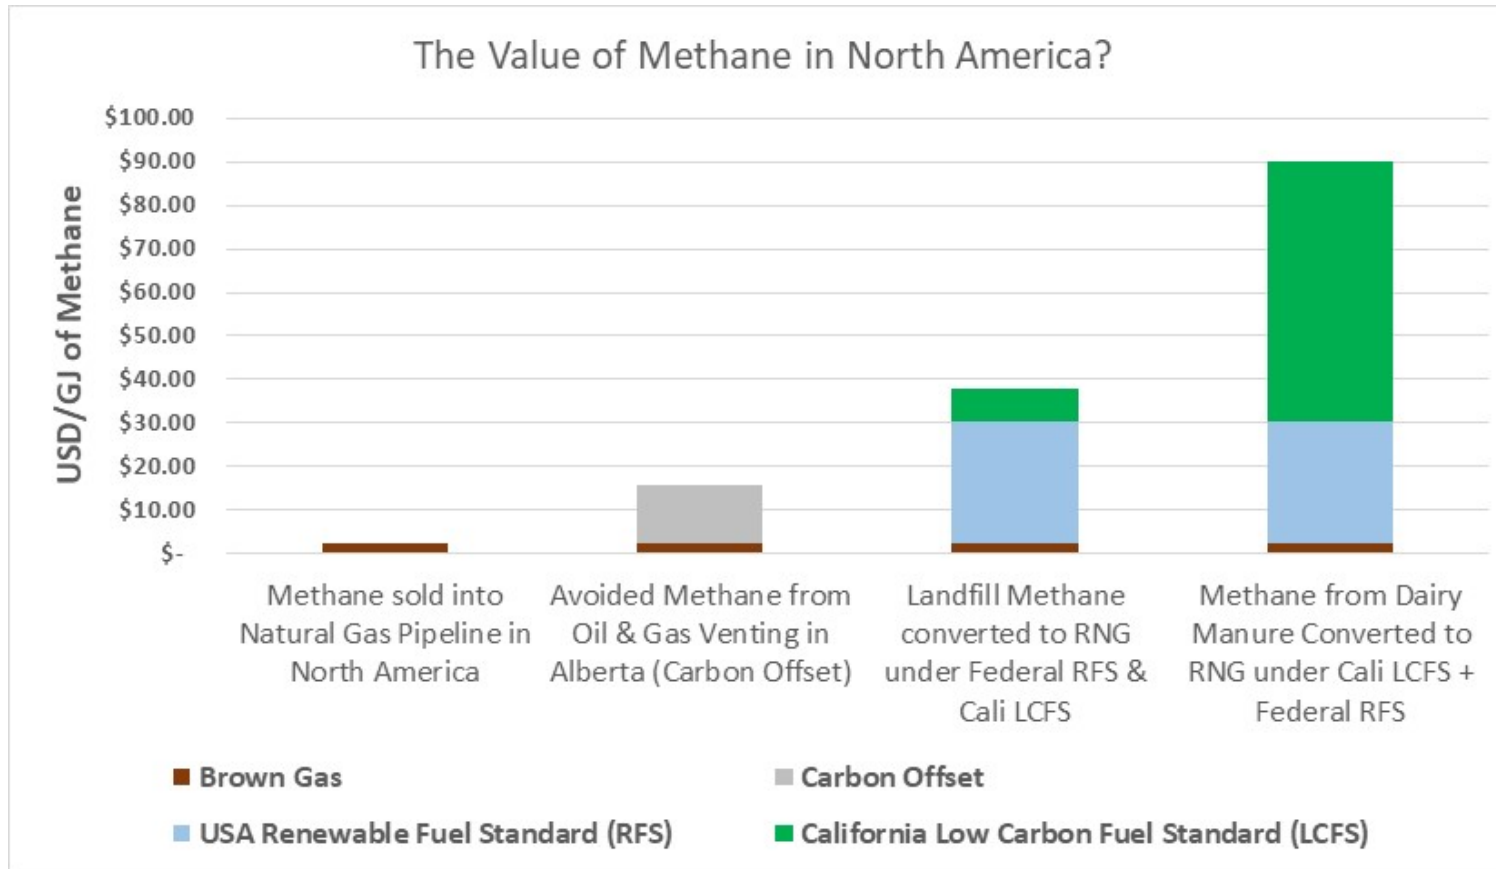 The Value of Methane in North America?
$100.00
$90.00
$80.00
$70.00
$60.00
$50.00
$40.00
$30.00
$20.00
$10.00
$-
USD/GJ of Methane
Methane sold into
Natural Gas Pipeline in
North America
Avoided Methane from
Oil & Gas Venting in
Alberta (Carbon Offset)
Landfill Methane
converted to RNG
under Federal RFS &
Cali LCFS
Methane from Dairy
Manure Converted to
RNG under Cali LCFS +
Federal RFS
Brown Gas
Carbon Offset
USA Renewable Fuel Standard (RFS)
California Low Carbon Fuel Standard (LCFS)